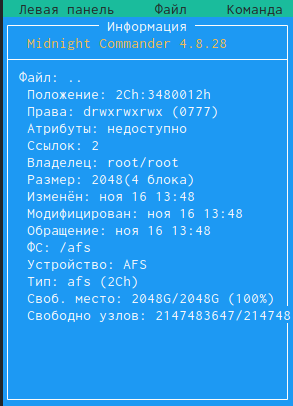 Левая панель Файл Команда
Информация
Midnight Commander 4.8.28
Файл: ..
Положение: 2Ch:3480012h
Права: drwxrwxrwx (0777)
Атрибуты: недоступно
Ссылок: 2
Владелец: root/root
Размер: 2048(4 блока)
Изменён: ноя 16 13:48
Модифицирован: ноя 16 13:48
Обращение: ноя 16 13:48
ФС: /afs
Устройство: AFS
Тип: afs (2Ch)
Своб. место: 2048G/2048G (100%)
Свободно узлов: 2147483647/214748